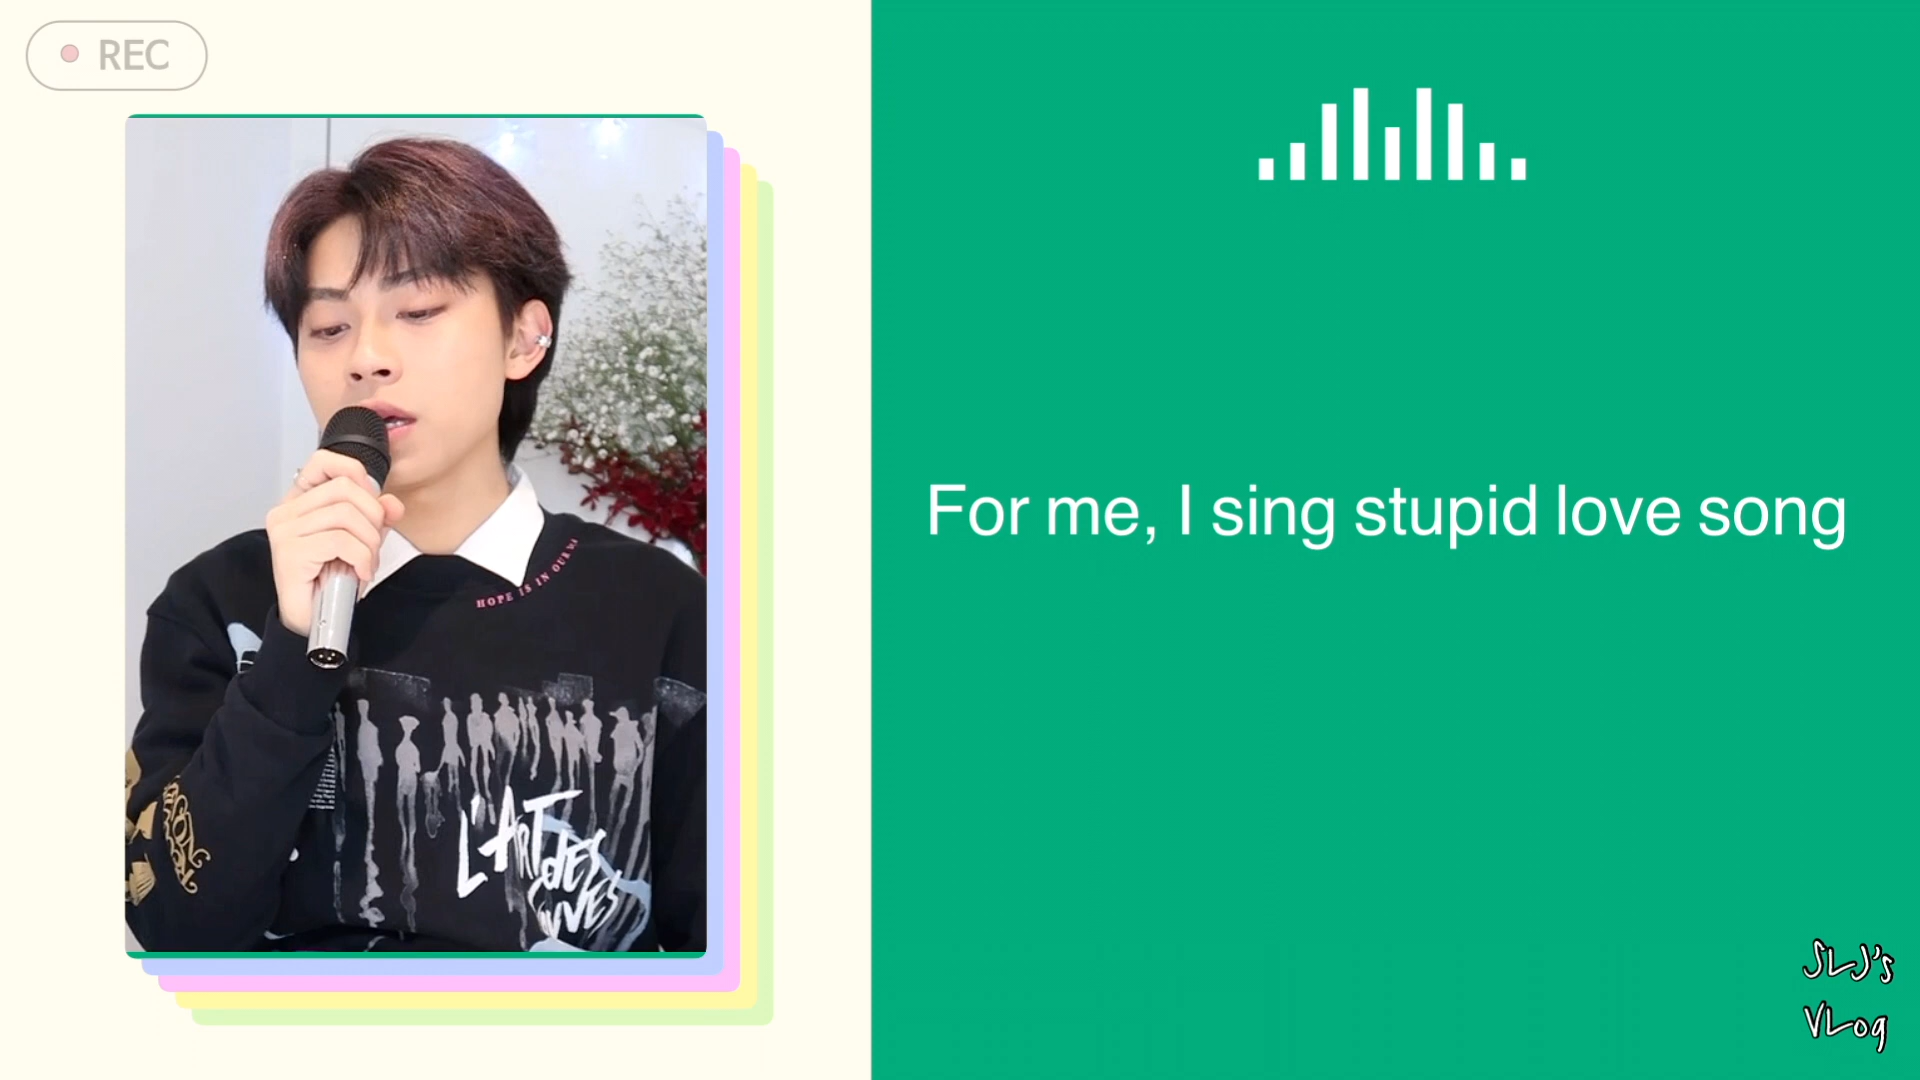 REC
For me, I sing stupid love song
HOPE IS IN OUR
L'ART
dES
SLJ's
VLog